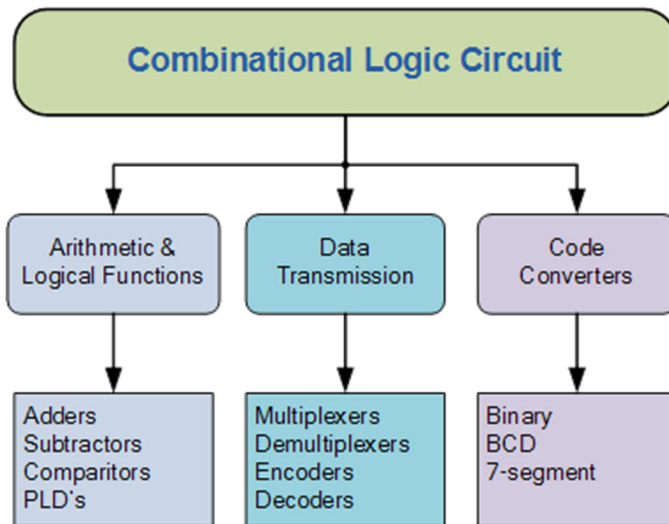 Combinational Logic Circuit
Arithmetic &
Logical Functions
Data
Transmission
Code
Converters
Adders
Subtractors
Comparitors
PLD's
Multiplexers
Demultiplexers
Encoders
Decoders
Binary
BCD
7-segment